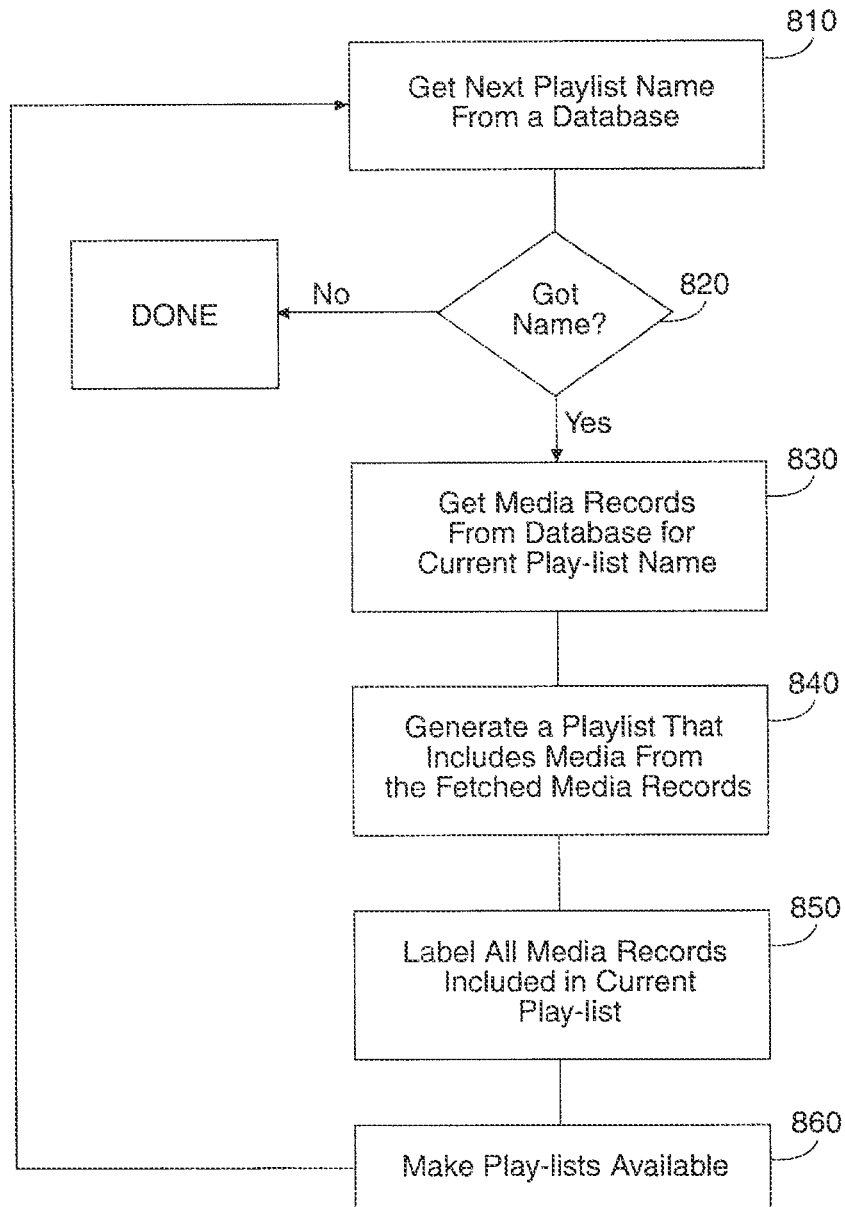 810
Get Next Playlist Name
From a Database
DONE
No
Got
Name?
820
Yes
830
Get Media Records
From Database for
Current Play-list Name
840
Generate a Playlist That
Includes Media From
the Fetched Media Records
850
Label All Media Records
Included in Current
Play-list
860
Make Play-lists Available